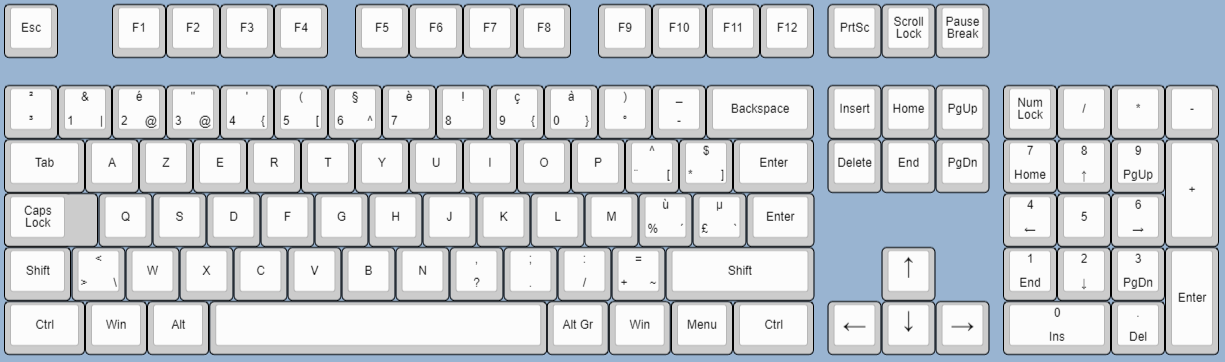 Esc F1 F2 F3 F4 F5 F6 F7 F8 F9 F10 F11 F12 PrtSc Scroll Lock Pause Break
² & é " ' ( § è ! ç à ) _ Backspace Insert Home PgUp Num Lock / * -
³ 1 | 2 @ 3 @ 4 { 5 [ 6 ^ 7 8 9 { 0 } ° -
Tab A Z E R T Y U I O P ^ $ Enter Delete End PgDn 7 8 9 +
¨ [ * ] Home ↑ PgUp
Caps Lock Q S D F G H J K L M ù µ Enter 4 5 6
% ´ £ ` ← →
Shift < W X C V B N , ; : = Shift ↑ 1 2 3 Enter
> \ ? . / + ~ End ↓ PgDn
Ctrl Win Alt Alt Gr Win Menu Ctrl ← ↓ → 0 .
Ins Del